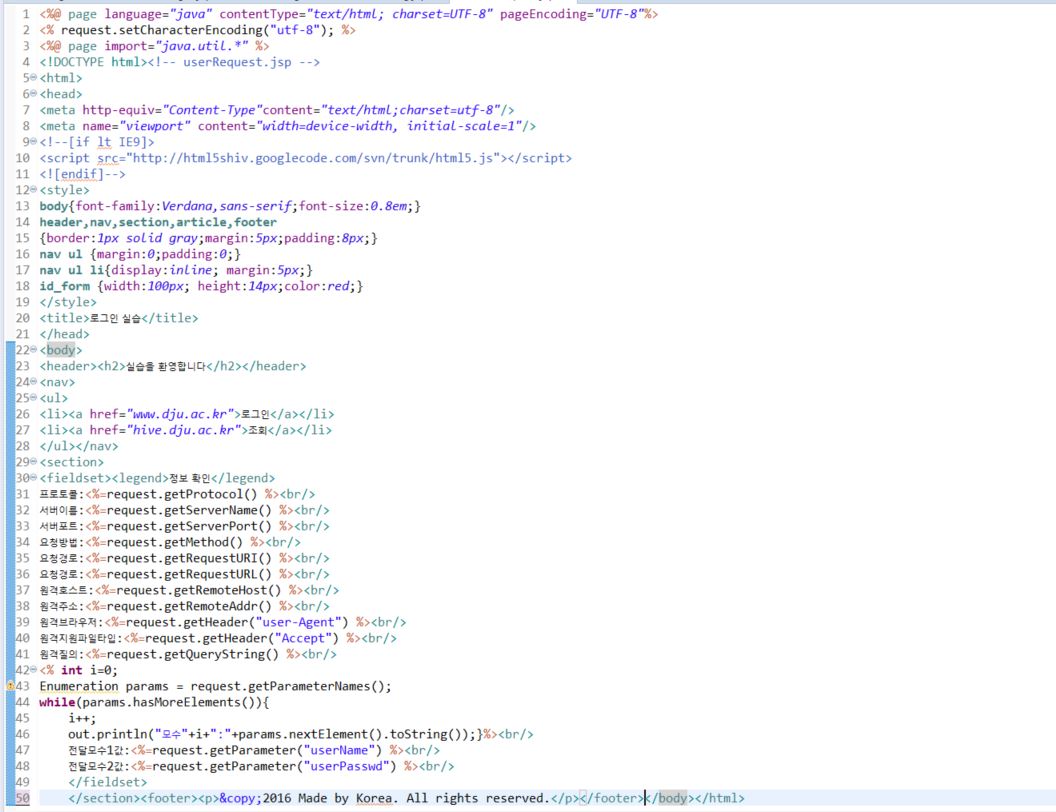 1 <%@ page language="java" contentType="text/html; charset=UTF-8" pageEncoding="UTF-8"%>
2 <% request.setCharacterEncoding("utf-8"); %>
3 <%@ page import="java.util.*" %>
4 <!DOCTYPE html><!-- userRequest.jsp -->
5 <html>
6 <head>
7 <meta http-equiv="Content-Type"content="text/html;charset=utf-8"/>
8 <meta name="viewport" content="width=device-width, initial-scale=1"/>
9 <!--[if lt IE9]>
10 <script src="http://html5shiv.googlecode.com/svn/trunk/html5.js"></script>
11 <![endif]-->
12 <style>
13 body{font-family:Verdana,sans-serif;font-size:0.8em;}
14 header,nav,section,article,footer
15 {border:1px solid gray;margin:5px;padding:8px;}
16 nav ul {margin:0;padding:0;}
17 nav ul li{display:inline; margin:5px;}
18 id_form {width:100px; height:14px;color:red;}
19 </style>
20 <title>로그인 실습</title>
21 </head>
22 <body>
23 <header><h2>실습을 환영합니다</h2></header>
24 <nav>
25 <ul>
26 <li><a href="www.dju.ac.kr">로그인</a></li>
27 <li><a href="hive.dju.ac.kr">조회</a></li>
28 </ul></nav>
29 <section>
30 <fieldset><legend>정보 확인</legend>
31 프로토콜:<%=request.getProtocol() %><br/>
32 서버이름:<%=request.getServerName() %><br/>
33 서버포트:<%=request.getServerPort() %><br/>
34 요청방법:<%=request.getMethod() %><br/>
35 요청경로:<%=request.getRequestURI() %><br/>
36 요청경로:<%=request.getRequestURL() %><br/>
37 원격호스트:<%=request.getRemoteHost() %><br/>
38 원격주소:<%=request.getRemoteAddr() %><br/>
39 원격브라우저:<%=request.getHeader("user-Agent") %><br/>
40 원격지원파일타입:<%=request.getHeader("Accept") %><br/>
41 원격질의:<%=request.getQueryString() %><br/>
42 <% int i=0;
43 Enumeration params = request.getParameterNames();
44 while(params.hasMoreElements()){
45 i++;
46 out.println("모수"+i+":"+params.nextElement().toString());}%><br/>
47 전달모수1값:<%=request.getParameter("userName") %><br/>
48 전달모수2값:<%=request.getParameter("userPasswd") %><br/>
49 </fieldset>
50 </section><footer><p>&copy;2016 Made by Korea. All rights reserved.</p></footer></body></html>